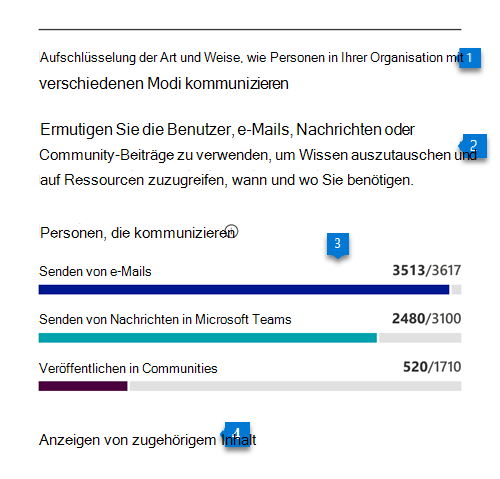 Aufschlüsselung der Art und Weise, wie Personen in Ihrer Organisation mit 1
verschiedenen Modi kommunizieren
Ermutigen Sie die Benutzer, e-Mails, Nachrichten oder
Community-Beiträge zu verwenden, um Wissen auszutauschen und 2
auf Ressourcen zuzugreifen, wann und wo Sie benötigen.
Personen, die kommunizieren
3
Senden von e-Mails 3513/3617
Senden von Nachrichten in Microsoft Teams 2480/3100
Veröffentlichen in Communities 520/1710
4
Anzeigen von zugehörigem Inhalt